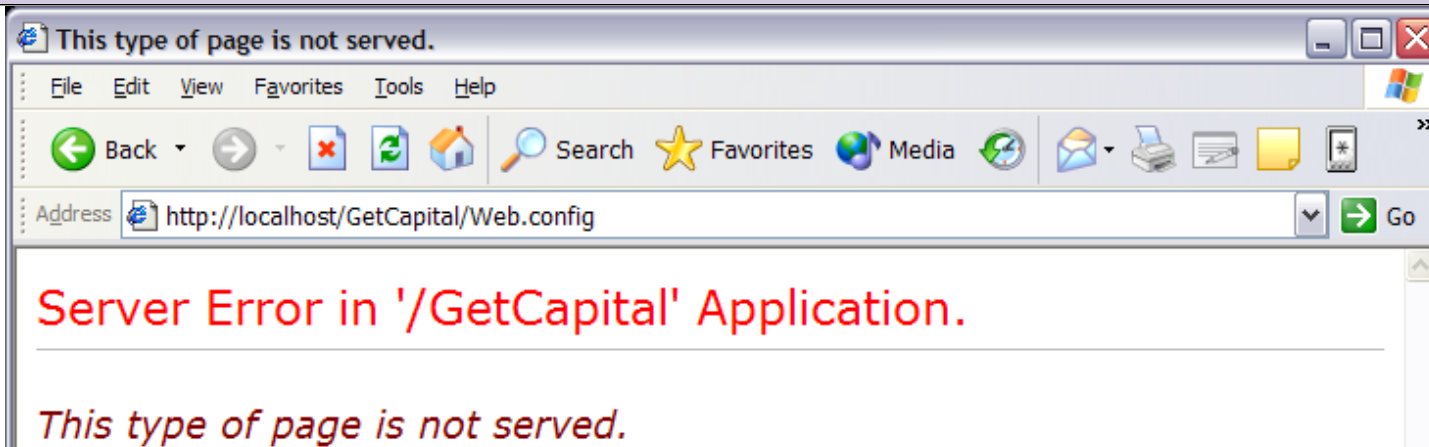 This type of page is not served.
File Edit View Favorites Tools Help
Back Search Favorites Media »
Address http://localhost/GetCapital/Web.config Go
Server Error in '/GetCapital' Application.
This type of page is not served.